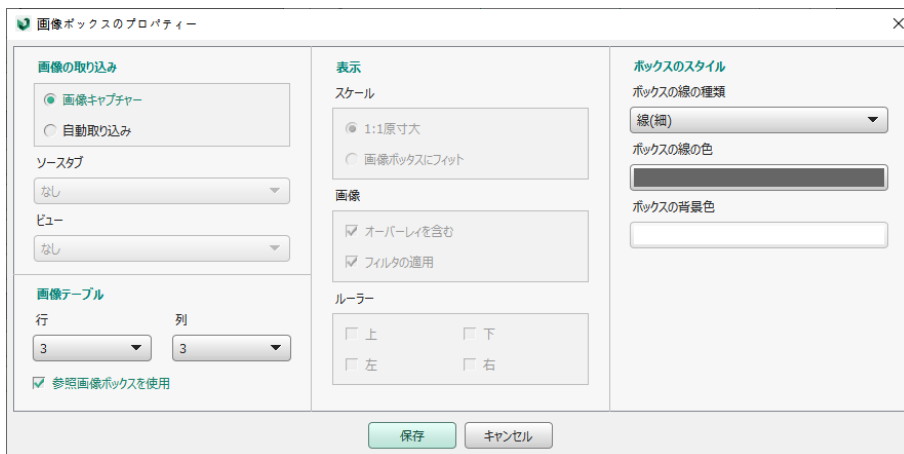 画像ボックスのプロパティー
画像の取り込み
画像キャプチャー
自動取り込み
ソースタブ
なし
ビュー
なし
画像テーブル
行
列
3
3
参照画像ボックスを使用
表示
スケール
1:1原寸大
画像ボッタスにフィット
画像
オーバーレィを含む
フィルタの適用
ルーラー
上
下
左
右
ボックスのスタイル
ボックスの線の種類
線(細)
ボックスの線の色
ボックスの背景色
保存
キャンセル